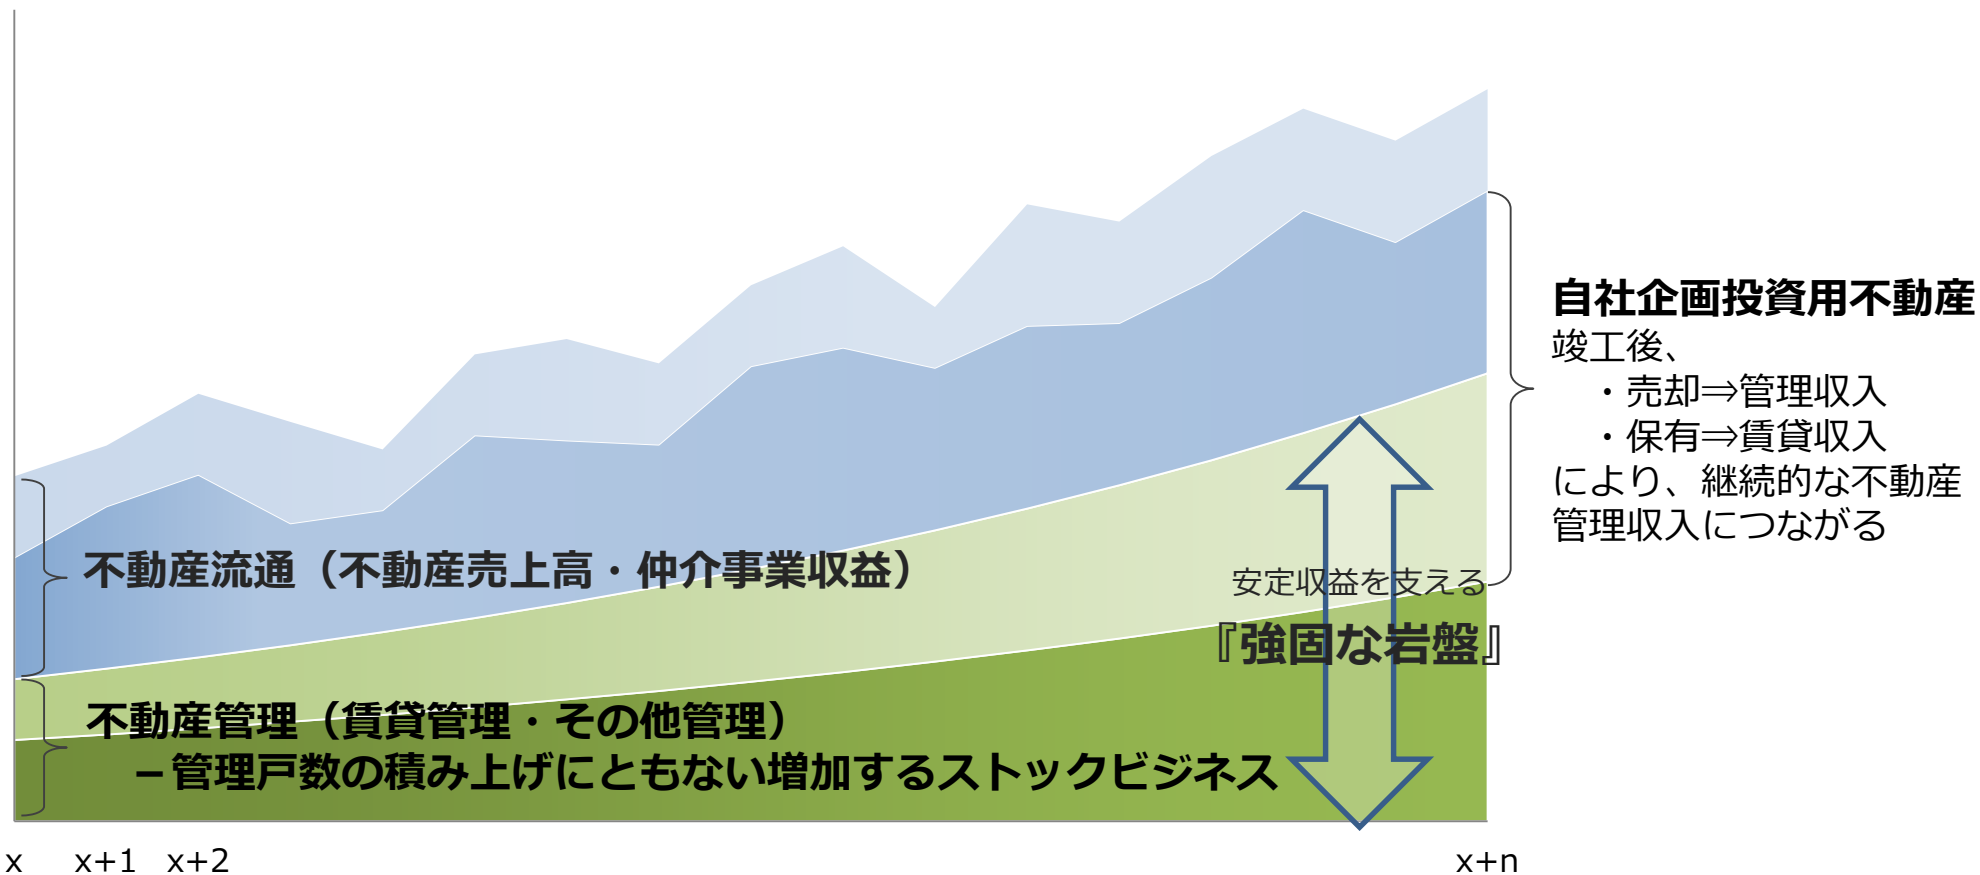 自社企画投資用不動産
竣工後、
・売却⇒管理収入
・保有⇒賃貸収入
により、継続的な不動産
管理収入につながる
不動産流通（不動産売上高・仲介事業収益）
安定収益を支える
『強固な岩盤』
不動産管理（賃貸管理・その他管理）
－管理戸数の積み上げにともない増加するストックビジネス
x x+1 x+2 x+n